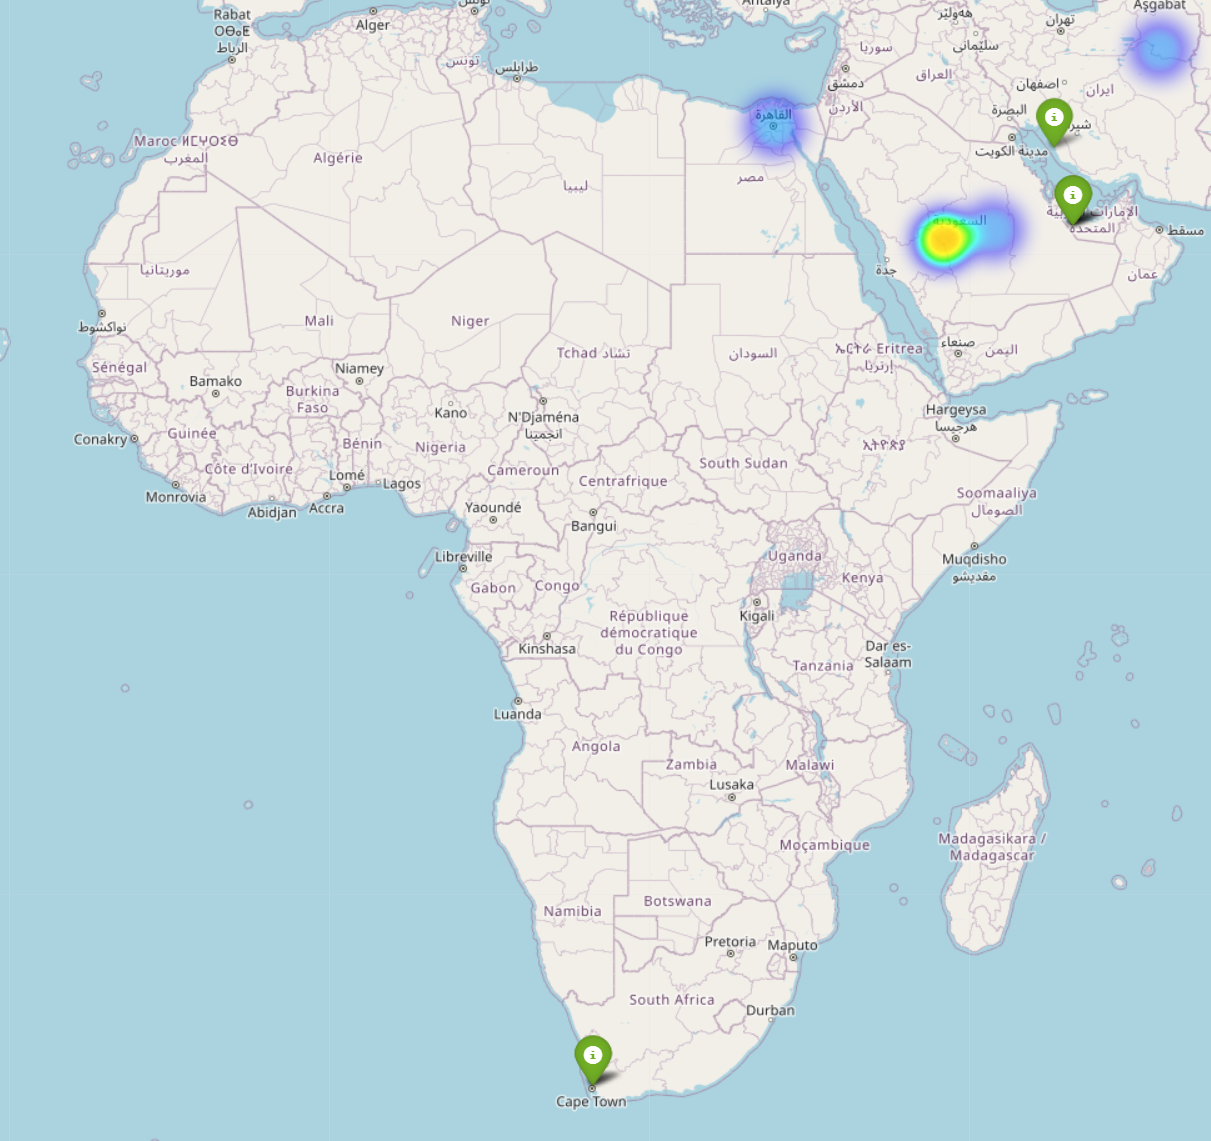 Rabat
ⵔⴱⴰⵟ
الرباط
Alger
تونس
Antalya
هەولێر
تهران
Aşgabat
سوريا
سلێمانی
تونس
طرابلس
دمشق
العراق
اصفهان
ايران
القاهرة
الأردن
البصرة
شیراز
Maroc ⵍⵎⵖⵔⵉⴱ
المغرب
Algérie
مدينة الكويت
ليبيا
مصر
السعودية
الإمارات العربية
المتحدة
مسقط
موريتانيا
جدة
عمان
نواكشوط
Mali
Niger
Tchad تشاد
السودان
ኤርትራ Eritrea
إرتريا
صنعاء
اليمن
Sénégal
Bamako
Niamey
Burkina
Faso
Kano
N'Djaména
انجمينا
Hargeysa
هرجيسا
Conakry
Guinée
Bénin
Nigeria
ኢትዮጵያ
Côte d'Ivoire
Lomé
Lagos
Cameroun
Centrafrique
South Sudan
Monrovia
Abidjan
Accra
Yaoundé
Bangui
Soomaaliya
الصومال
Libreville
Uganda
Muqdisho
مقديشو
Gabon
Congo
Kenya
Kigali
République
démocratique
du Congo
Kinshasa
Dar es-
Salaam
Tanzania
Luanda
Angola
Zambia
Malawi
Lusaka
Moçambique
Madagasikara /
Madagascar
Namibia
Botswana
Pretoria
Maputo
South Africa
Durban
Cape Town